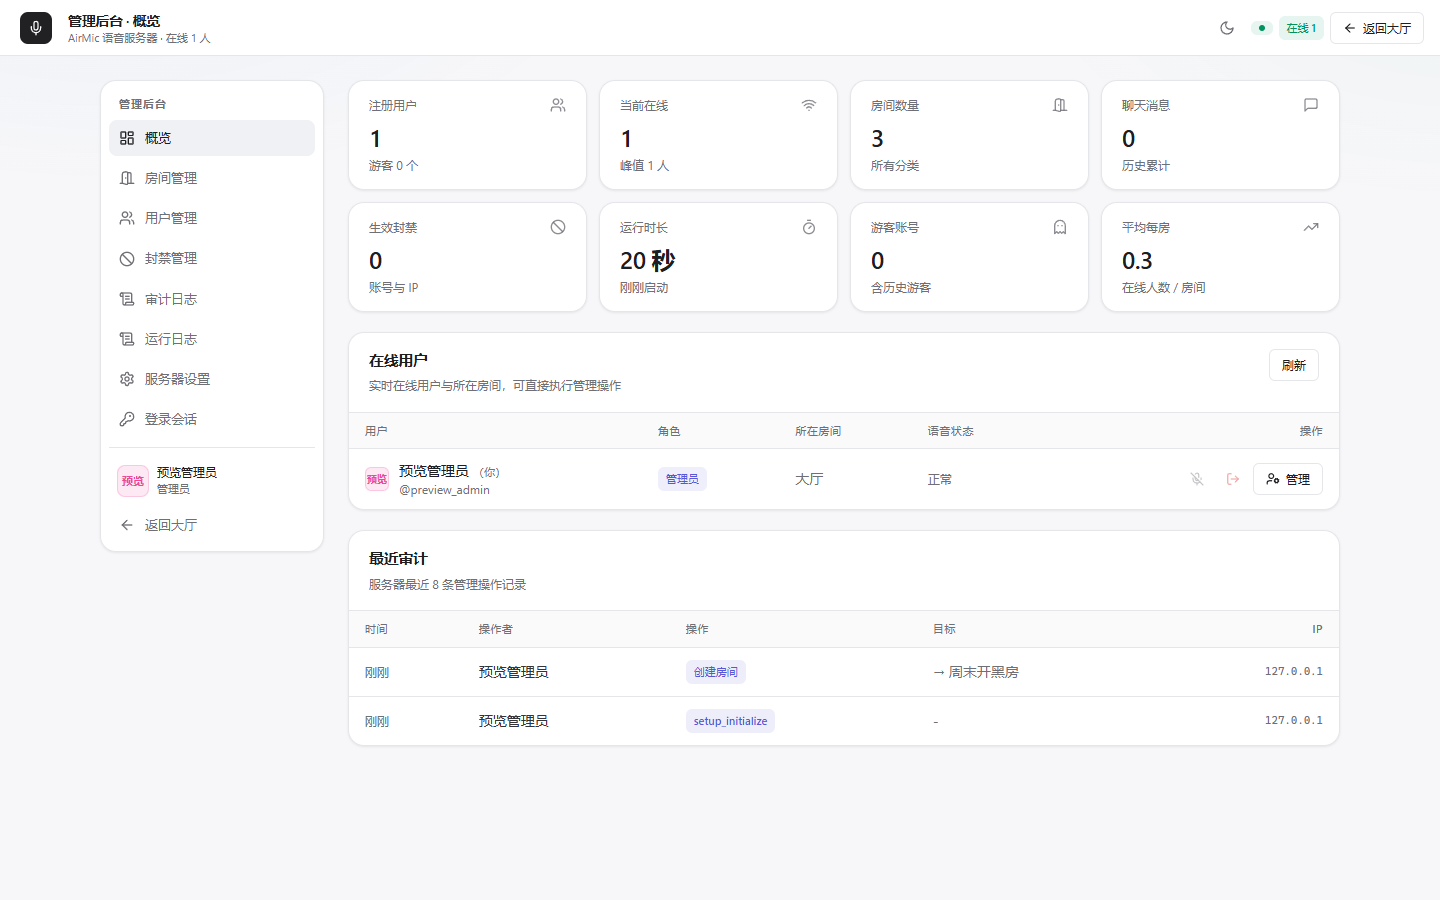 管理后台 · 概览
AirMic 语音服务器 · 在线 1 人
在线 1
返回大厅
管理后台
概览
房间管理
用户管理
封禁管理
审计日志
运行日志
服务器设置
登录会话
预览
预览管理员
管理员
返回大厅
注册用户
1
游客 0 个
当前在线
1
峰值 1 人
房间数量
3
所有分类
聊天消息
0
历史累计
生效封禁
0
账号与 IP
运行时长
20 秒
刚刚启动
游客账号
0
含历史游客
平均每房
0.3
在线人数 / 房间
在线用户
实时在线用户与所在房间，可直接执行管理操作
刷新
用户 角色 所在房间 语音状态 操作
预览 预览管理员 （你） 管理员 大厅 正常 管理
@preview_admin
最近审计
服务器最近 8 条管理操作记录
时间 操作者 操作 目标 IP
刚刚 预览管理员 创建房间 → 周末开黑房 127.0.0.1
刚刚 预览管理员 setup_initialize - 127.0.0.1